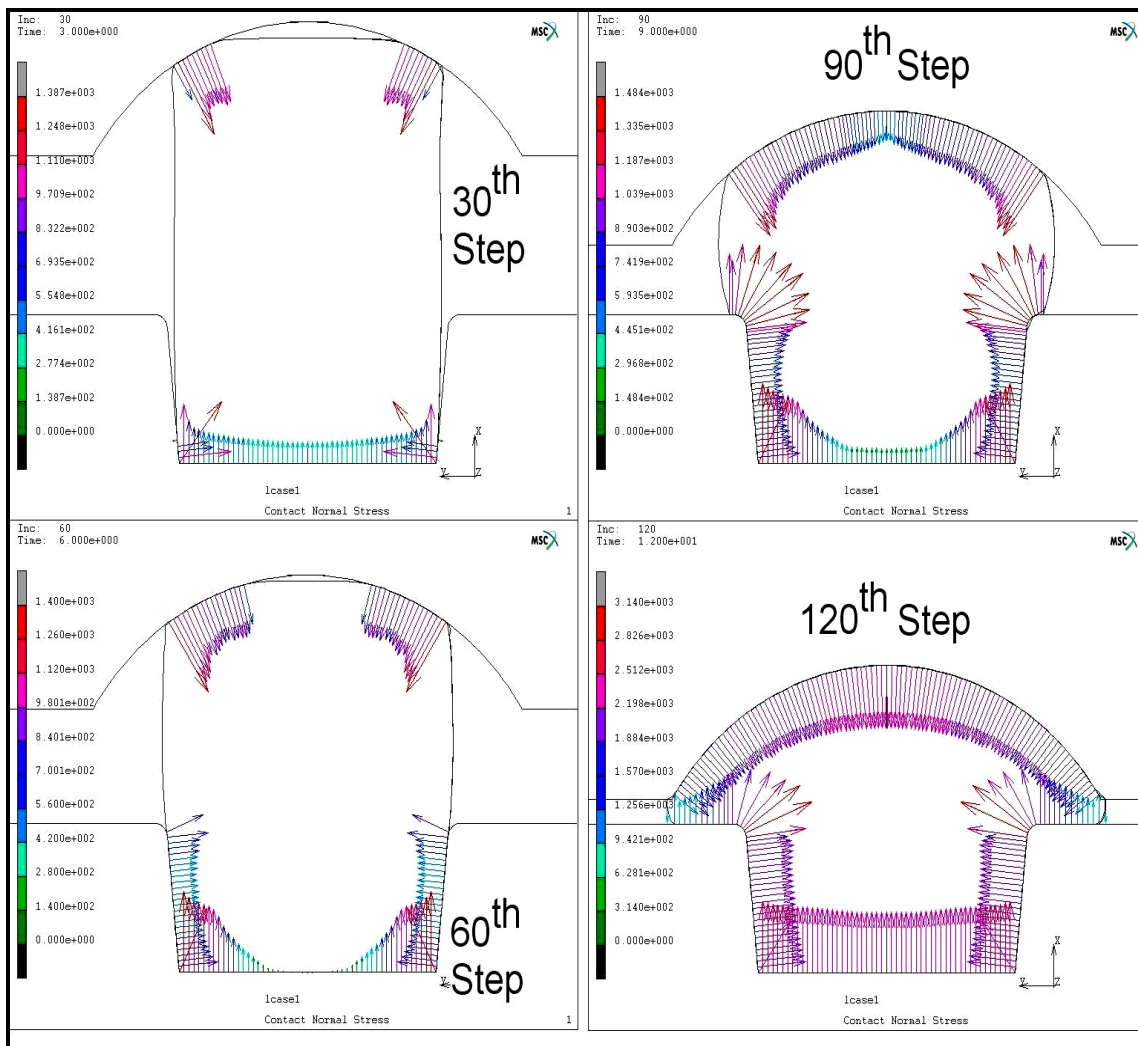 Inc: 30
Time: 3.000e+000
MSC
1.387e+003
1.248e+003
1.110e+003
9.709e+002
8.322e+002
6.935e+002
5.548e+002
4.161e+002
2.774e+002
1.387e+002
0.000e+000
30th
Step
X
Y
Z
lcase1
Contact Normal Stress
1
Inc: 90
Time: 9.000e+000
MSC
90th Step
1.484e+003
1.335e+003
1.187e+003
1.039e+003
8.903e+002
7.419e+002
5.935e+002
4.451e+002
2.968e+002
1.484e+002
0.000e+000
X
Y
Z
lcase1
Contact Normal Stress
Inc: 60
Time: 6.000e+000
MSC
1.400e+003
1.260e+003
1.120e+003
9.801e+002
8.401e+002
7.001e+002
5.600e+002
4.200e+002
2.800e+002
1.400e+002
0.000e+000
60th
Step
Y
lcase1
Contact Normal Stress
1
Inc: 120
Time: 1.200e+001
MSC
120th Step
3.140e+003
2.826e+003
2.512e+003
2.198e+003
1.884e+003
1.570e+003
1.256e+003
9.421e+002
6.281e+002
3.140e+002
0.000e+000
X
Y
Z
lcase1
Contact Normal Stress